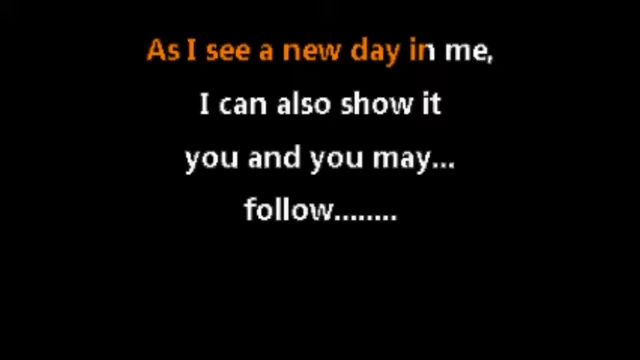 As I see a new day in me,
I can also show it
you and you may...
follow........